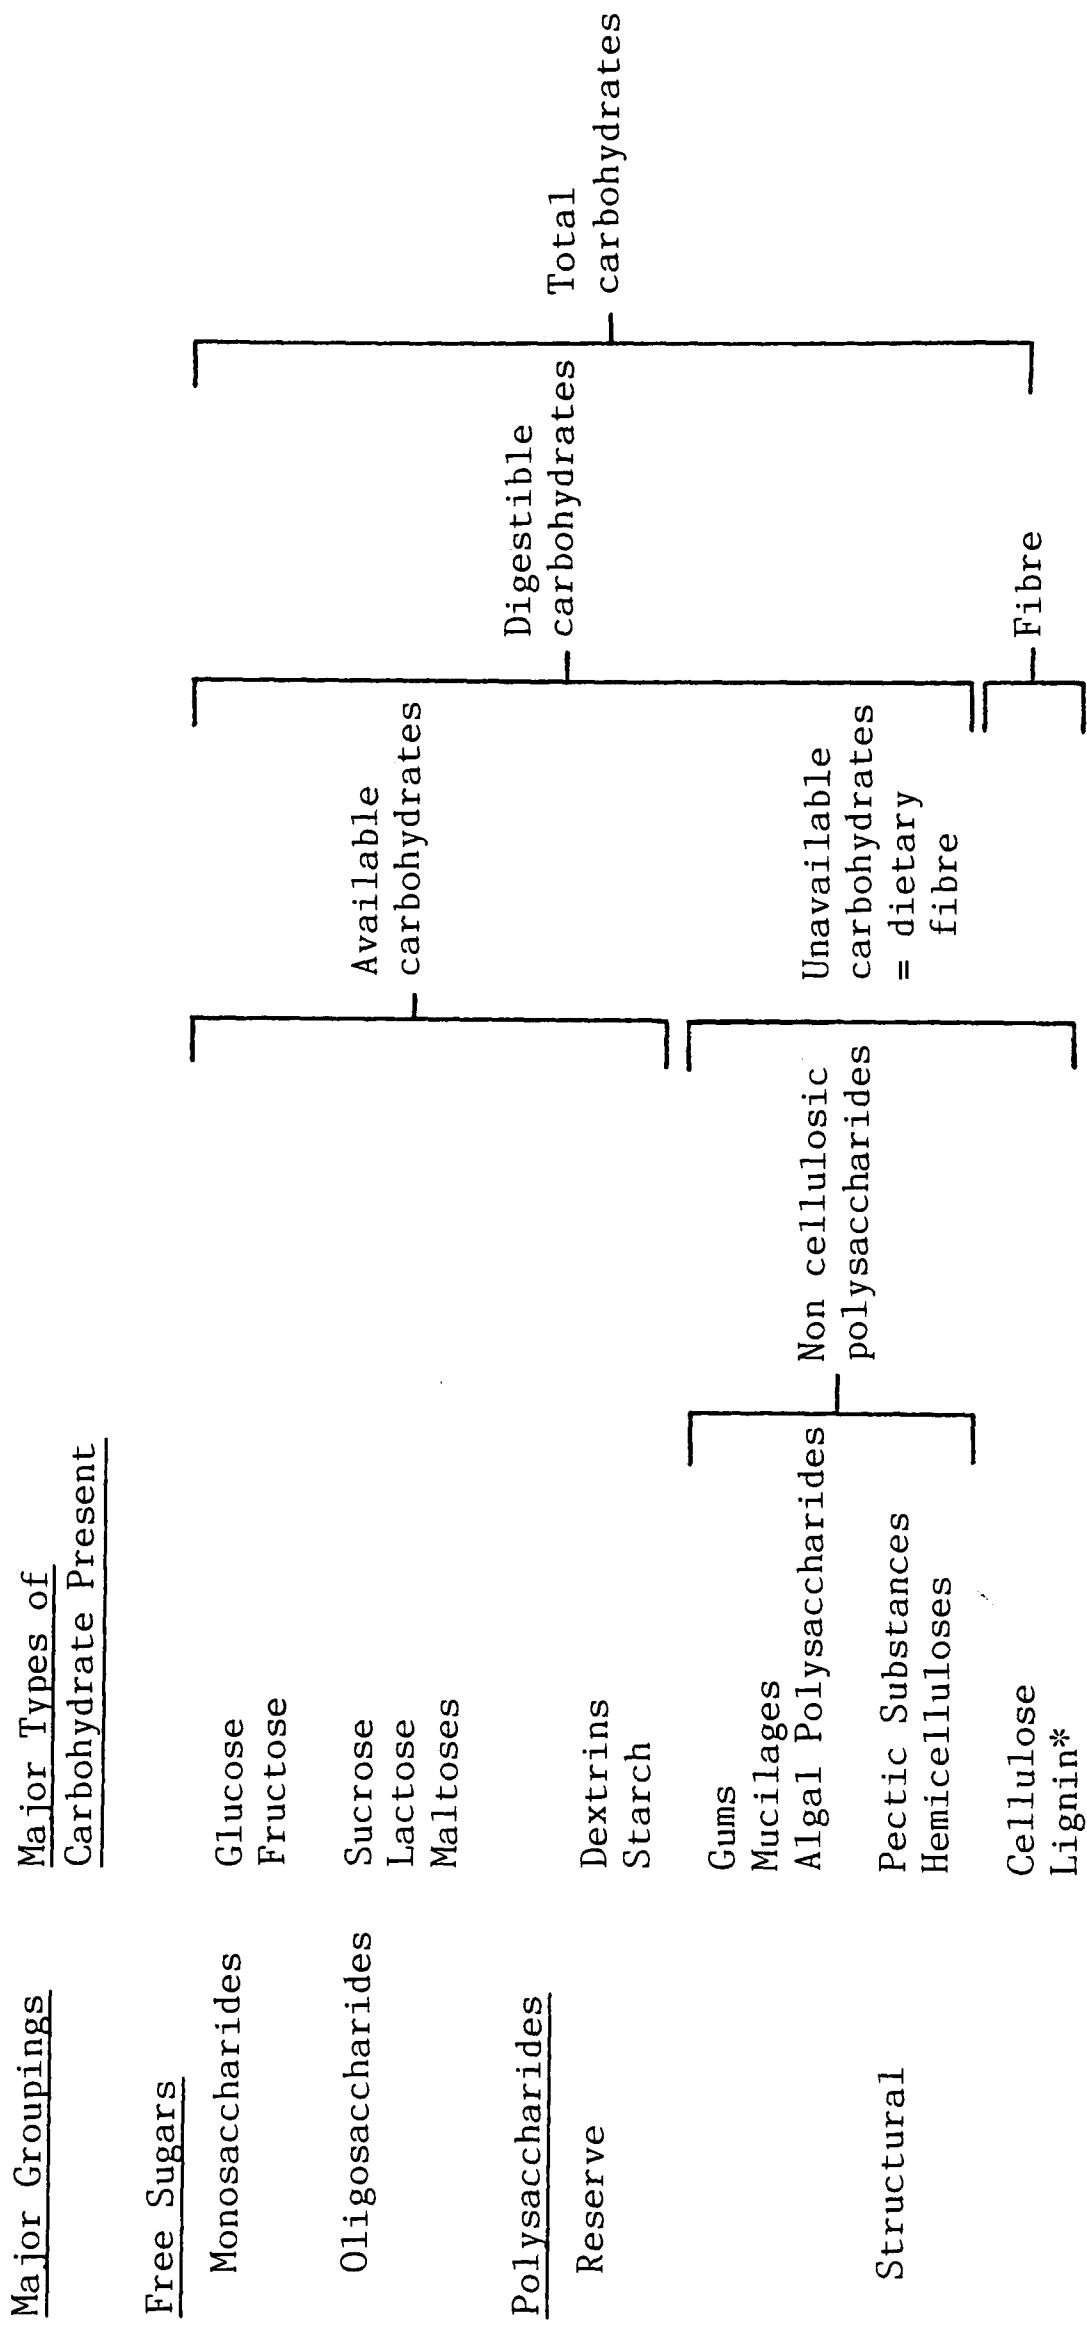 Major Groupings
Major Types of
Carbohydrate Present
Free Sugars
Monosaccharides
Glucose
Fructose
Oligosaccharides
Sucrose
Lactose
Maltoses
Available
carbohydrates
Polysaccharides
Reserve
Dextrins
Starch
Digestible
carbohydrates
Total
carbohydrates
Structural
Gums
Mucilages
Algal Polysaccharides
Pectic Substances
Hemicelluloses
Non cellulosic
polysaccharides
Unavailable
carbohydrates
= dietary
fibre
Cellulose
Lignin*
Fibre